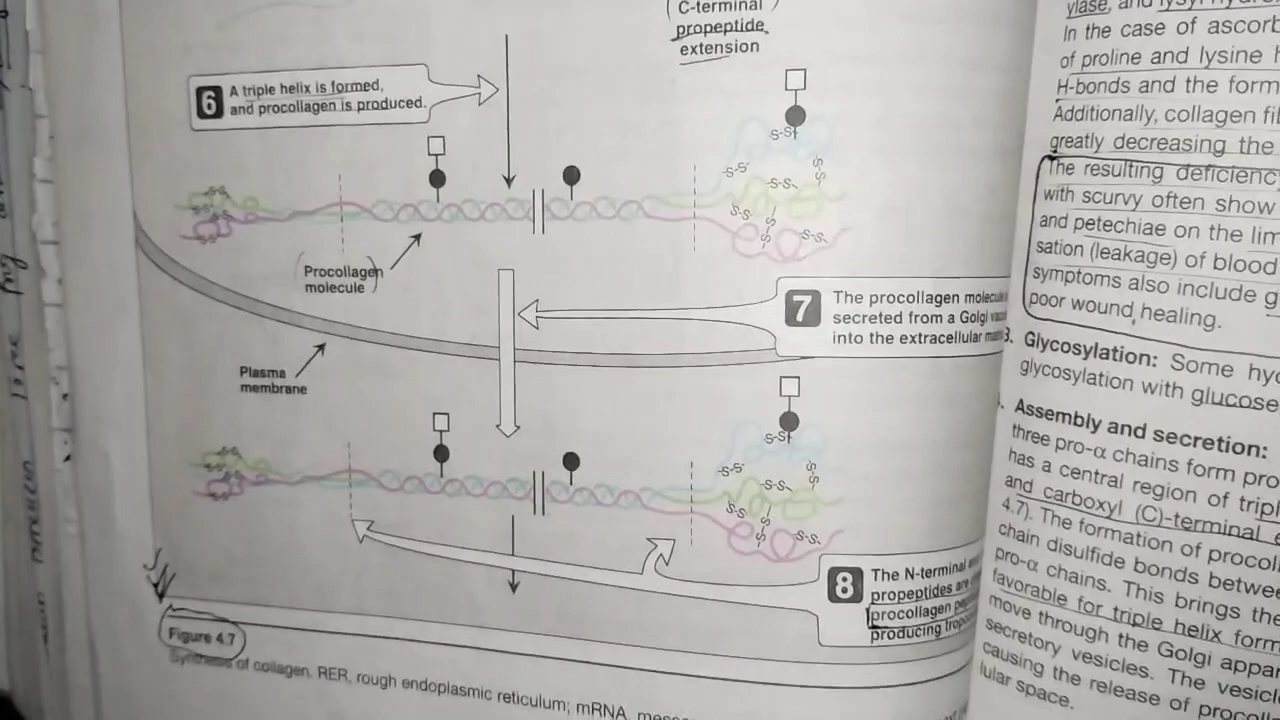 C-terminal
propeptide
extension
6 A triple helix is formed,
and procollagen is produced.
S-S
S-S
S-S
S-S
S-S
S-S
S-S
Procollagen
molecule
7 The procollagen molecule
secreted from a Golgi
into the extracellular
Plasma
membrane
S-S
S-S
S-S
S-S
S-S
S-S
S-S
8 The N-terminal
propeptides are
procollagen
producing
Figure 4.7
Synthesis of collagen. RER, rough endoplasmic reticulum; mRNA,
ylase, and
In the case of ascorb
of proline and lysine
H-bonds and the form
Additionally, collagen fi
greatly decreasing the
The resulting deficienc
with scurvy often show
and petechiae on the lim
sation (leakage) of blood
symptoms also include g
poor wound healing.
3. Glycosylation: Some hy
glycosylation with glucose
Assembly and secretion:
three pro-α chains form pro
has a central region of tripl
and carboxyl (C)-terminal e
4.7). The formation of procoll
chain disulfide bonds betwee
pro-α chains. This brings the
favorable for triple helix form
move through the Golgi appar
secretory vesicles. The vesicl
causing the release of procoll
lular space.